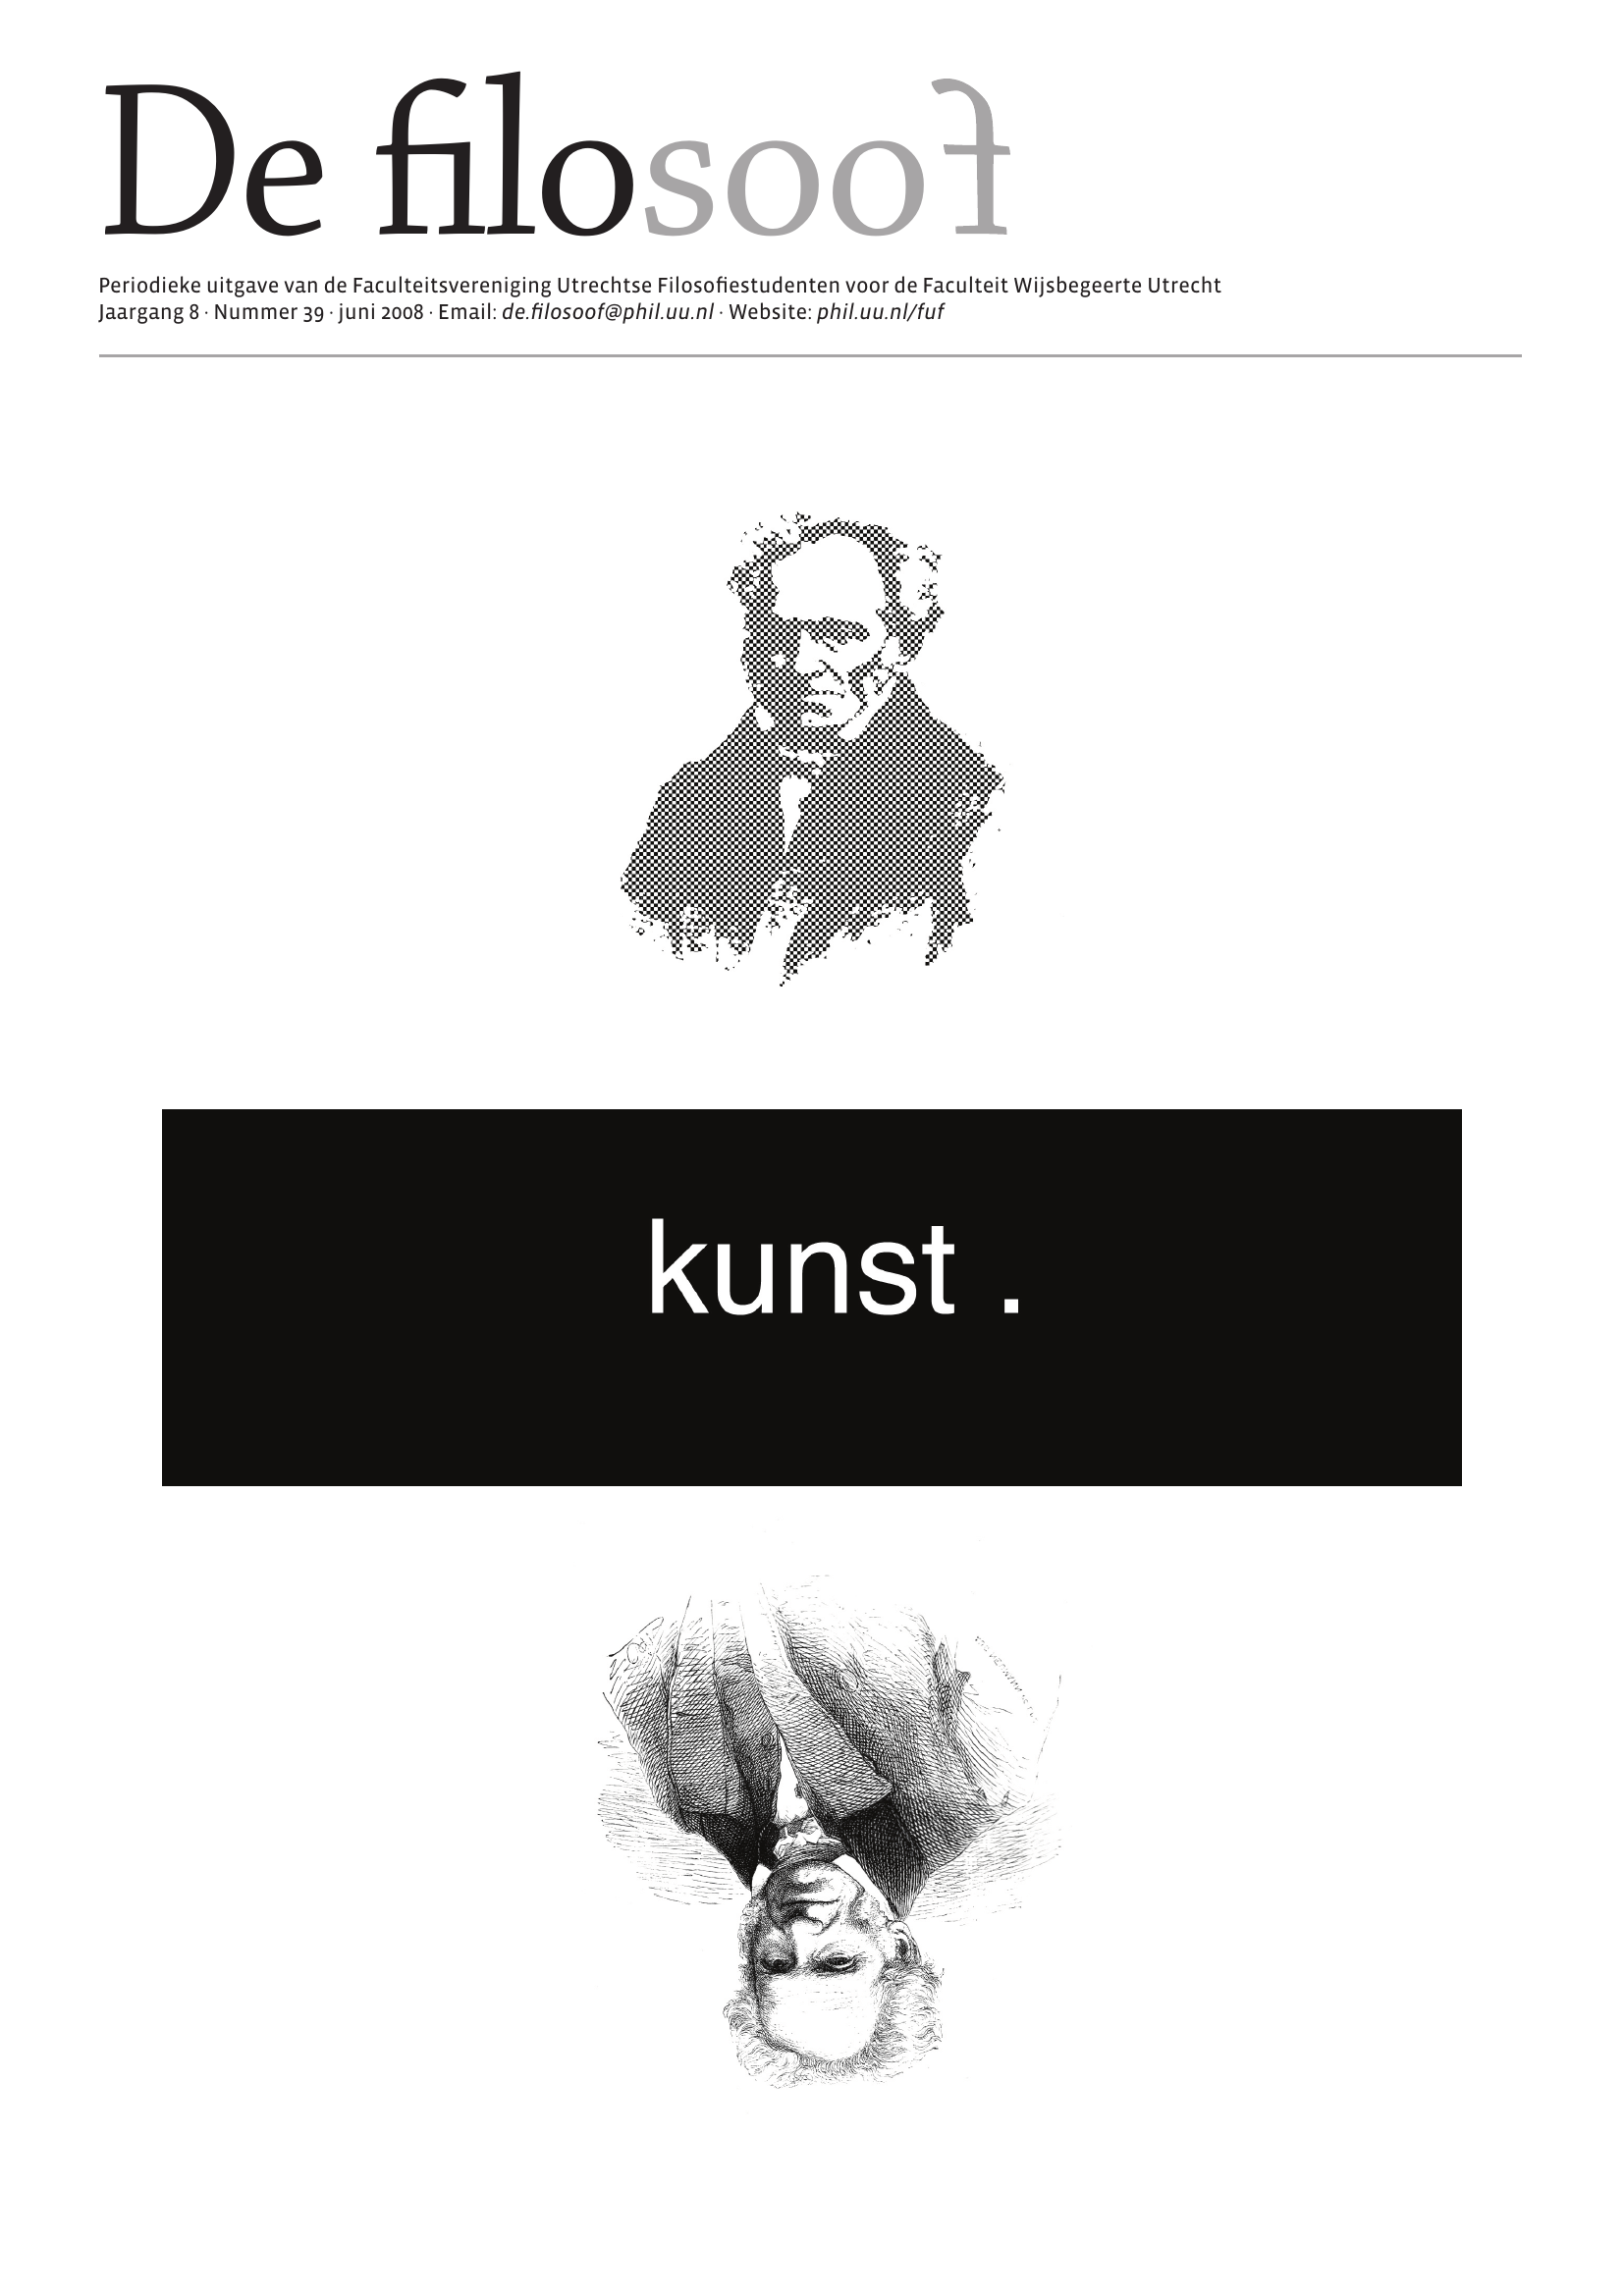 De filosoof
Periodieke uitgave van de Faculteitsvereniging Utrechtse Filosofiestudenten voor de Faculteit Wijsbegeerte Utrecht
Jaargang 8 · Nummer 39 · juni 2008 · Email: de.filosoof@phil.uu.nl · Website: phil.uu.nl/fuf
kunst .